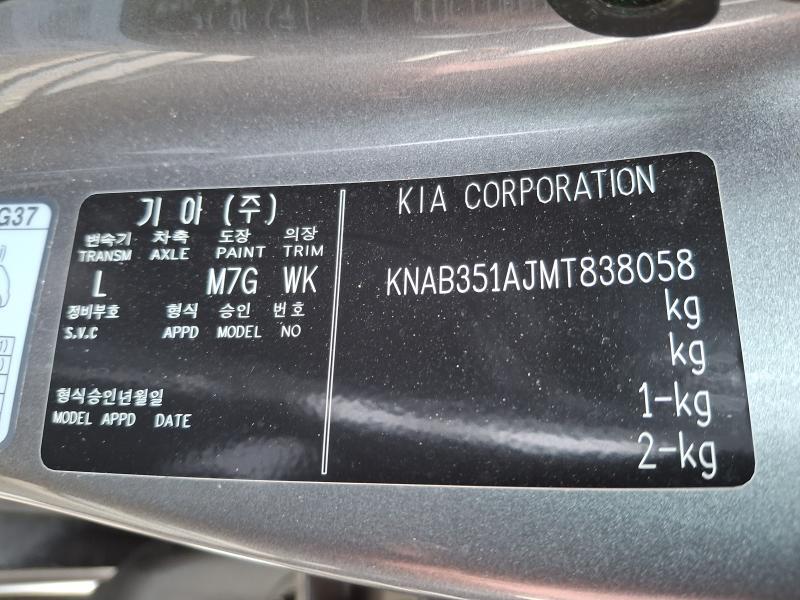 G37
기 아 (주)
변속기 차축 도장 의장
TRANSM AXLE PAINT TRIM
L M7G WK
정비부호 형식 승인 번호
S.V.C APPD MODEL NO
형식승인년월일
MODEL APPD DATE
KIA CORPORATION
KNAB351AJMT838058
kg
kg
1-kg
2-kg